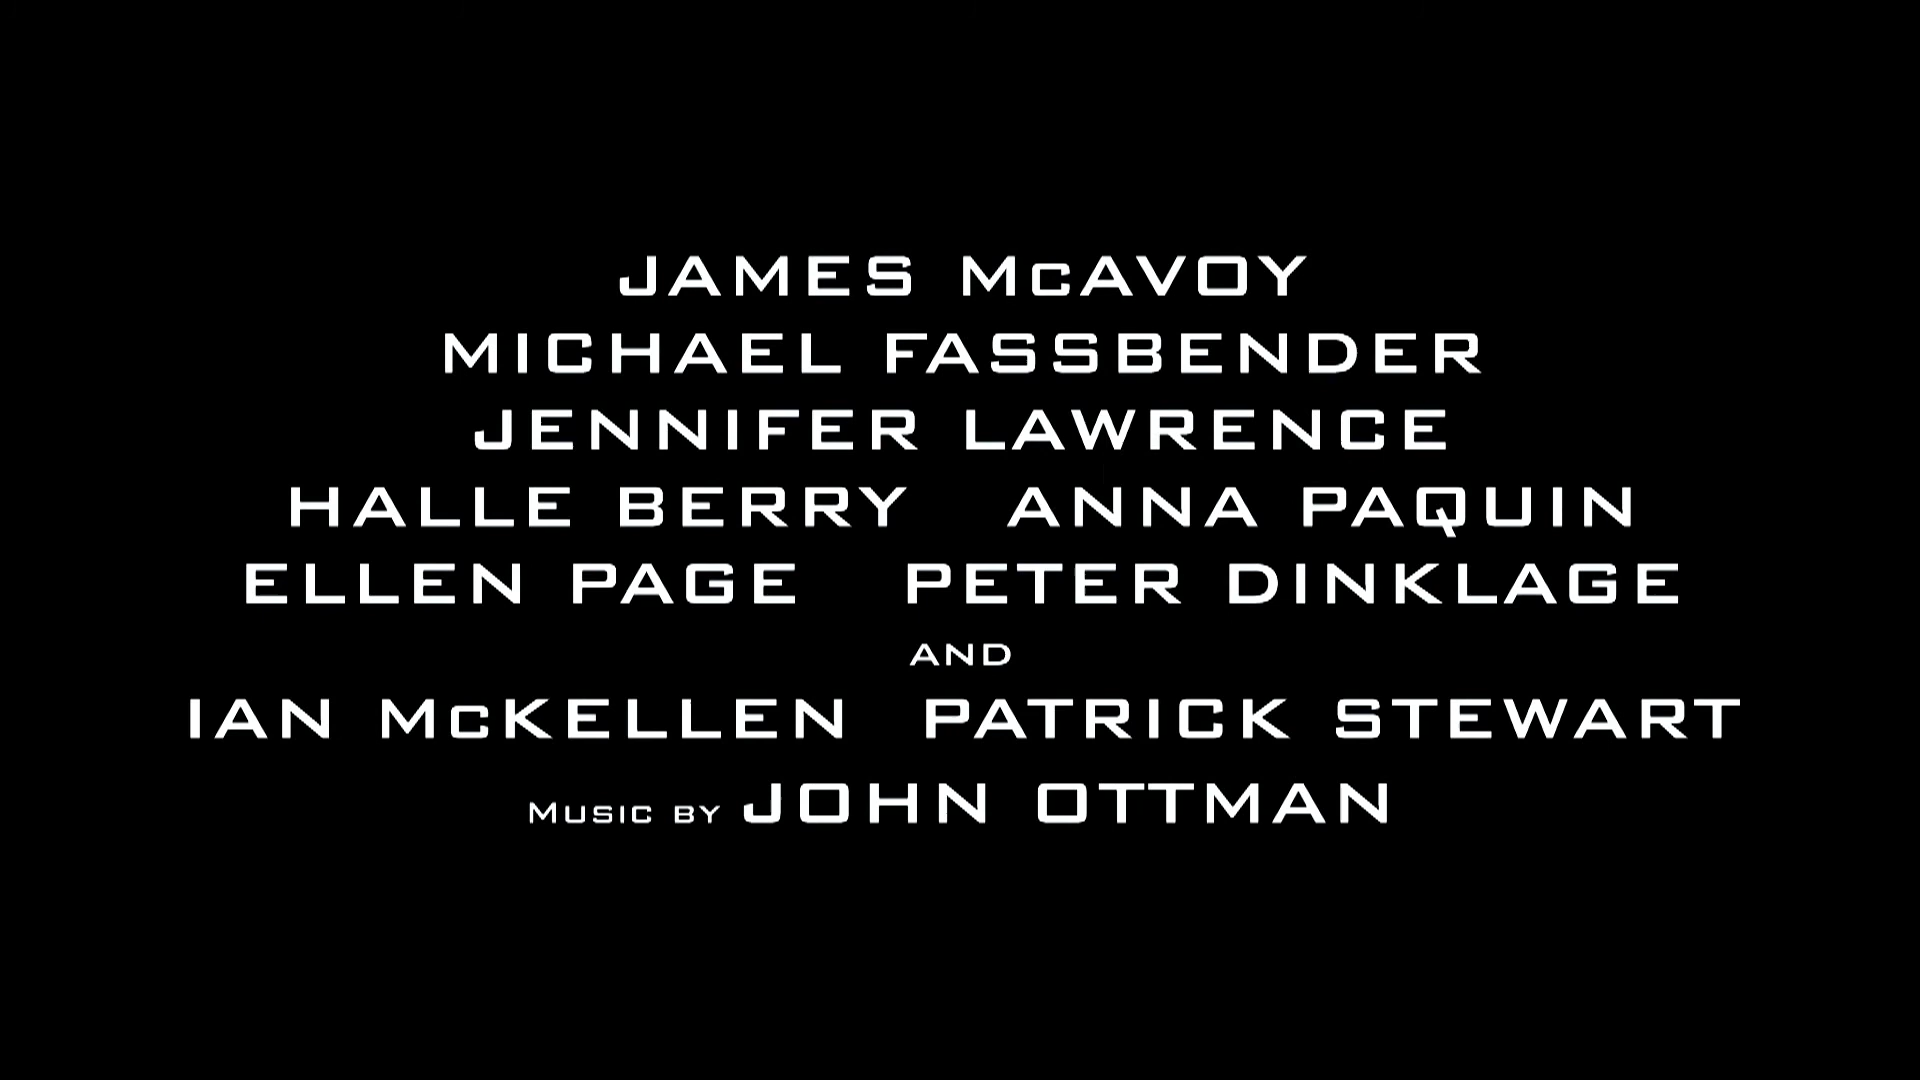 JAMES McAVOY
MICHAEL FASSBENDER
JENNIFER LAWRENCE
HALLE BERRY ANNA PAQUIN
ELLEN PAGE PETER DINKLAGE
AND
IAN McKELLEN PATRICK STEWART
MUSIC BY JOHN OTTMAN